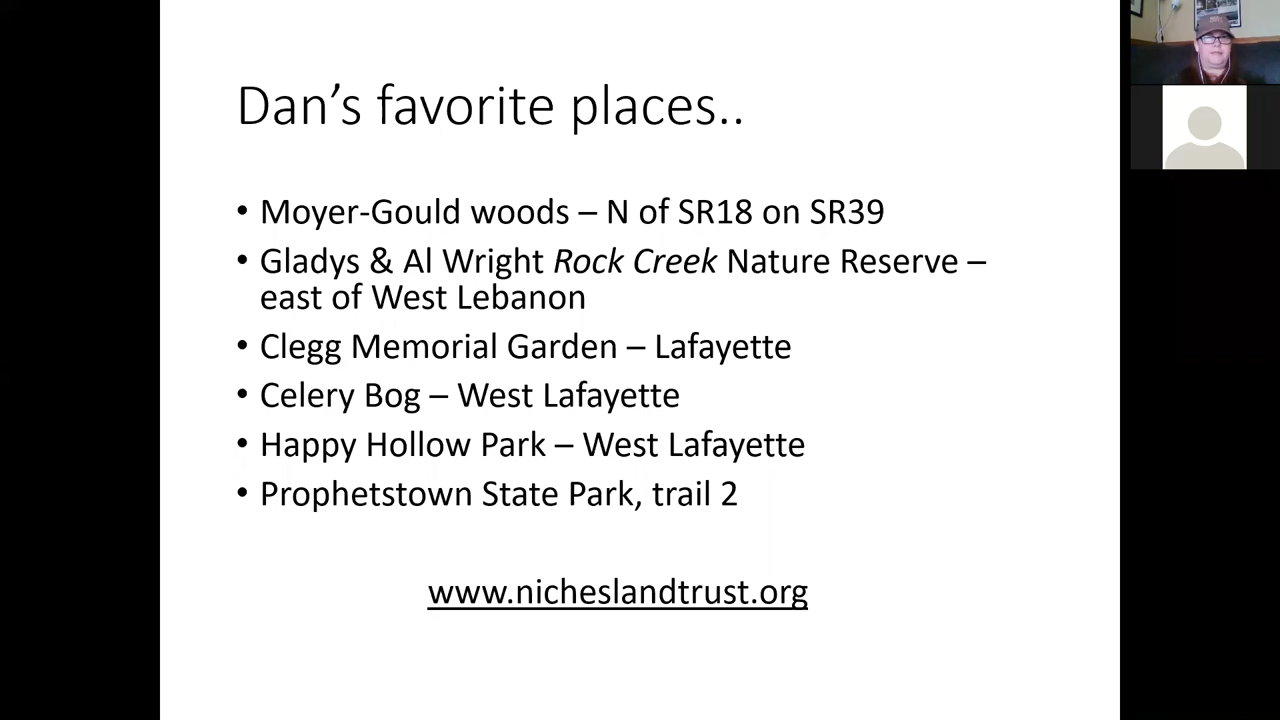 Dan's favorite places..
• Moyer-Gould woods – N of SR18 on SR39
• Gladys & Al Wright Rock Creek Nature Reserve –
east of West Lebanon
• Clegg Memorial Garden – Lafayette
• Celery Bog – West Lafayette
• Happy Hollow Park – West Lafayette
• Prophetstown State Park, trail 2
www.nicheslandtrust.org